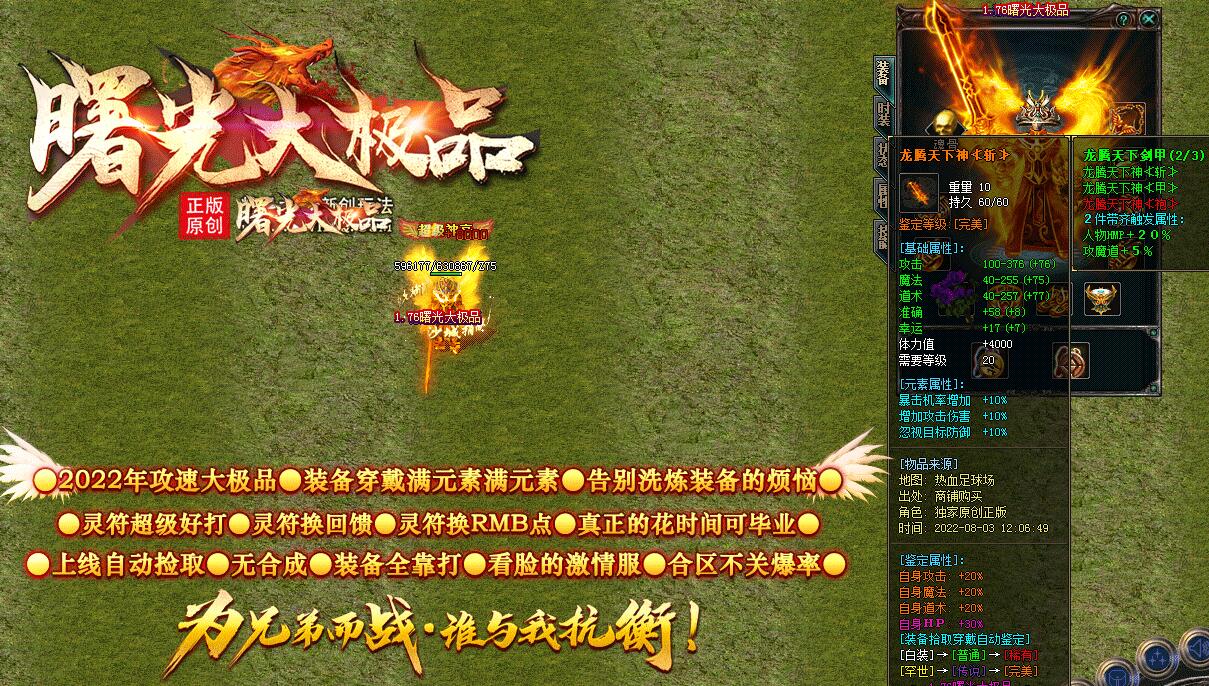 1.76曙光大极品
曙光大极品
正版
原创
曙光大极品
596177/630887/275
1.76曙光大极品
●2022年攻速大极品●装备穿戴满元素满元素●告别洗炼装备的烦恼●
●灵符超级好打●灵符换回馈●灵符换RMB点●真正的花时间可毕业●
●上线自动捡取●无合成●装备全靠打●看脸的激情服●合区不关爆率●
为兄弟而战·谁与我抗衡!
装备
时装
状态
属性
技能
龙腾天下神≮斩≯
重量 10
持久 60/60
鉴定等级:[完美]
[基础属性]:
攻击 100-376 (+76)
魔法 40-255 (+75)
道术 40-257 (+77)
准确 +58 (+8)
幸运 +17 (+7)
体力值 +4000
需要等级 20
[元素属性]:
暴击机率增加 +10%
增加攻击伤害 +10%
忽视目标防御 +10%
[物品来源]
地图: 热血足球场
出处: 商铺购买
角色: 独家原创正版
时间: 2022-08-03 12:06:49
[鉴定属性]:
自身攻击: +20%
自身魔法: +20%
自身道术: +20%
自身HP: +30%
[装备拾取穿戴自动鉴定]
[白装]→[普通]→[稀有]
[罕世]→[传说]→[完美]
1.76曙光大极品
龙腾天下剑甲(2/3)
龙腾天下神≮斩≯
龙腾天下神≮甲≯
龙腾天下神≮袍≯
2件带齐触发属性:
人物HMP+20%
攻魔道+5%